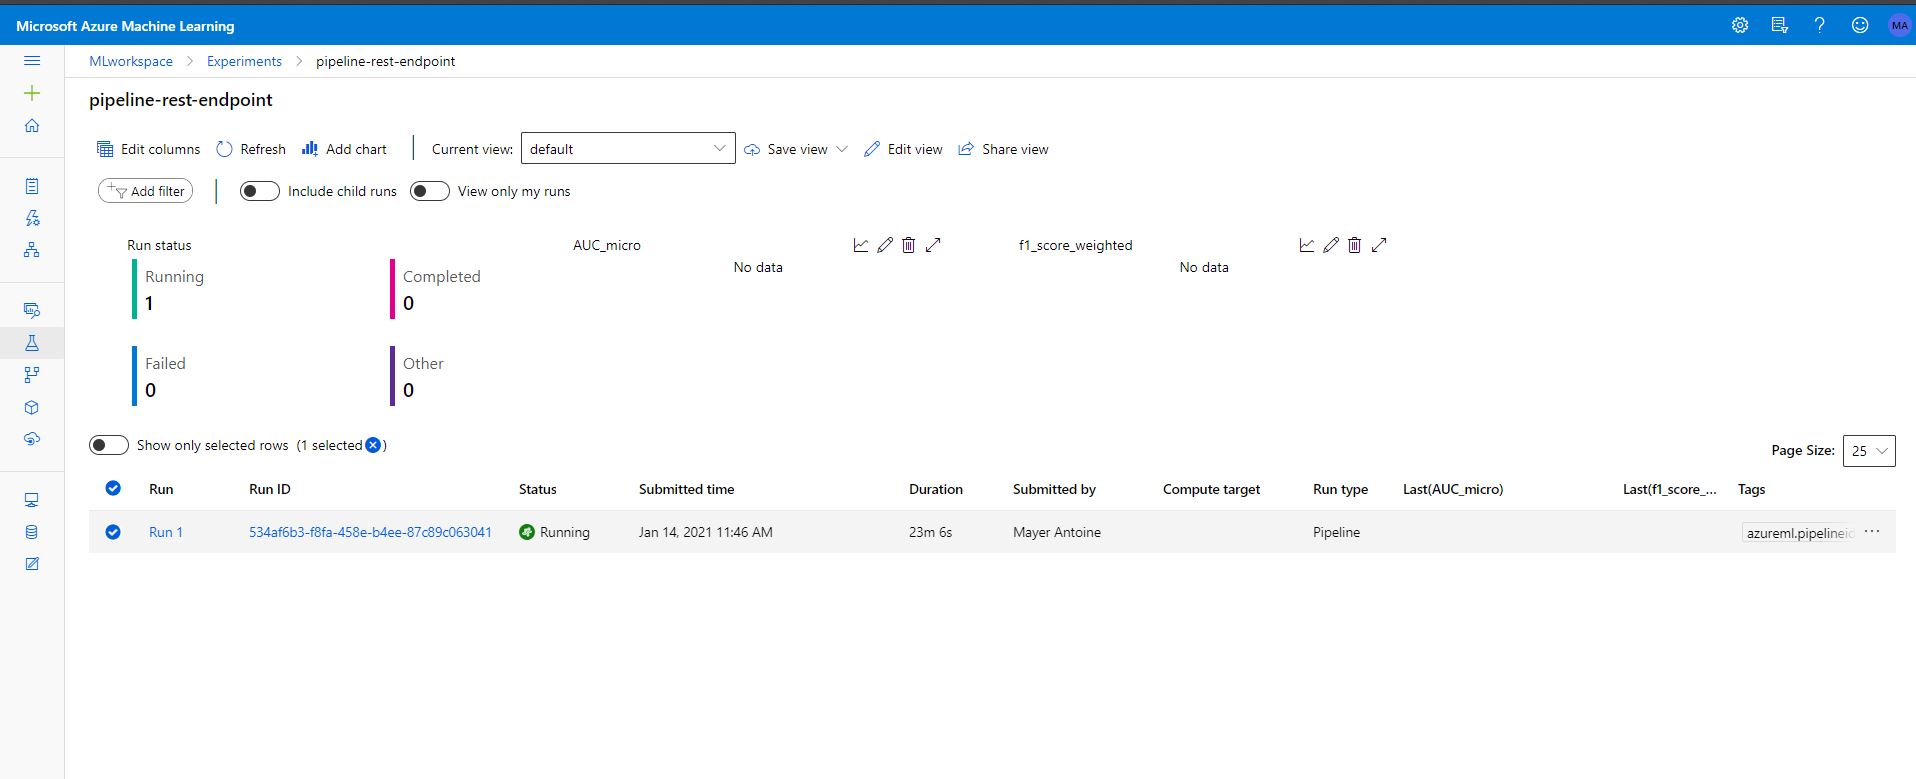 Microsoft Azure Machine Learning
MA
MLworkspace > Experiments > pipeline-rest-endpoint
pipeline-rest-endpoint
Edit columns Refresh Add chart Current view: default Save view Edit view Share view
Add filter Include child runs View only my runs
Run status AUC_micro f1_score_weighted
No data No data
Running Completed
1 0
Failed Other
0 0
Show only selected rows (1 selected )
Page Size: 25
Run Run ID Status Submitted time Duration Submitted by Compute target Run type Last(AUC_micro) Last(f1_score_... Tags
Run 1 534af6b3-f8fa-458e-b4ee-87c89c063041 Running Jan 14, 2021 11:46 AM 23m 6s Mayer Antoine Pipeline azureml.pipelineid ...